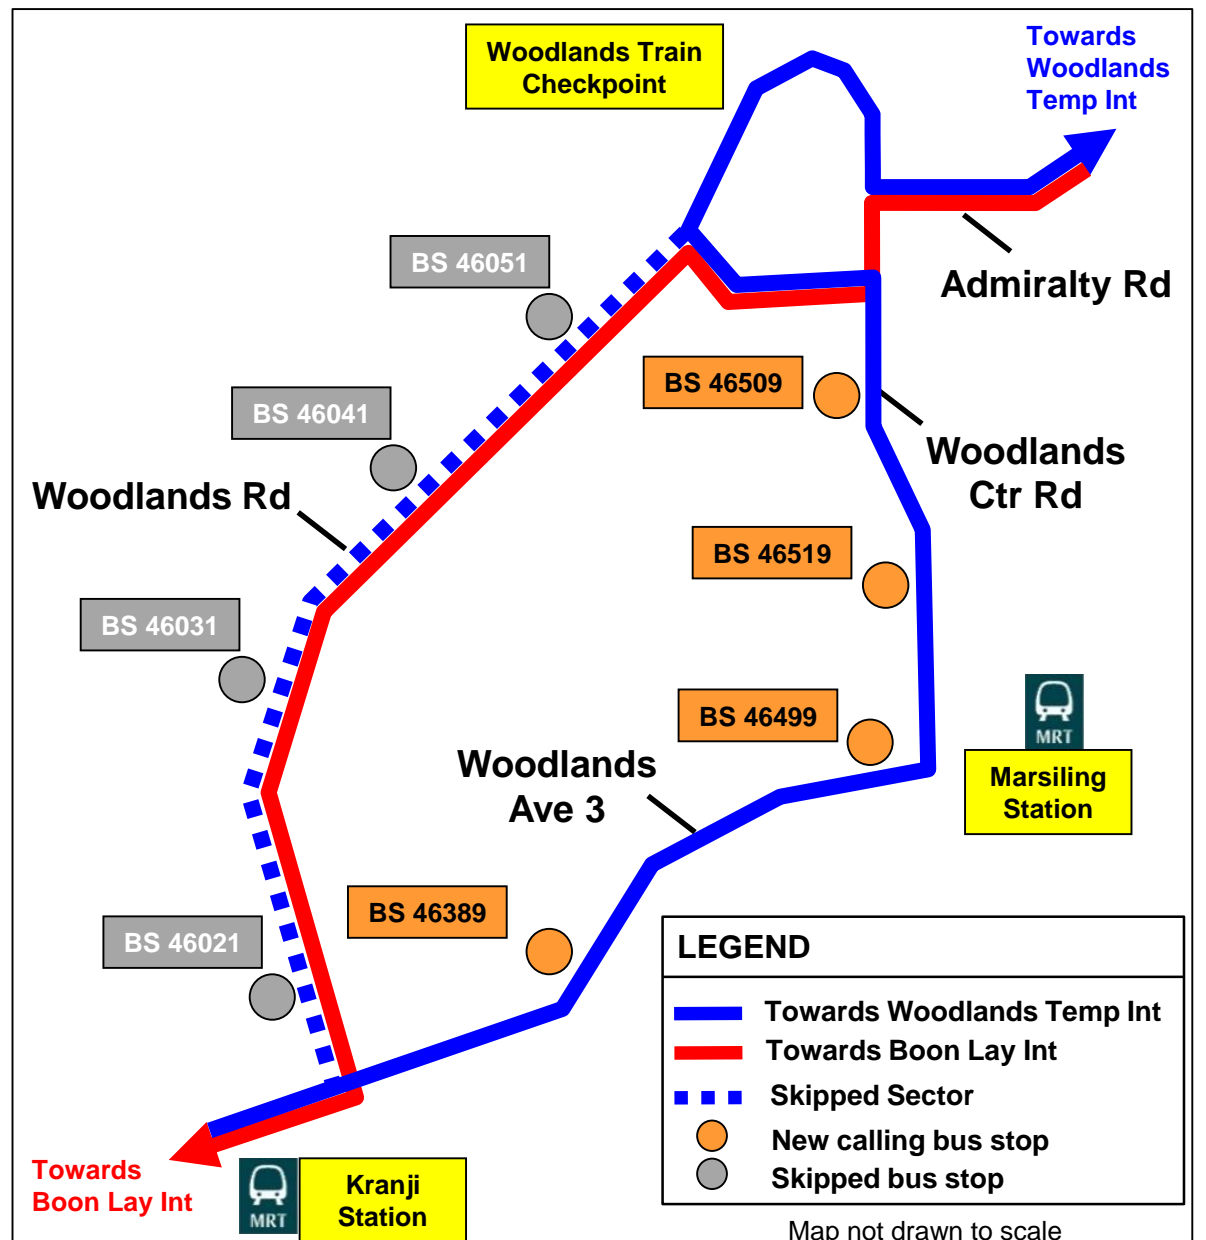 Woodlands Train
Checkpoint
Towards
Woodlands
Temp Int
BS 46051
Admiralty Rd
BS 46509
BS 46041
Woodlands
Ctr Rd
Woodlands Rd
BS 46519
BS 46031
BS 46499
MRT
Marsiling
Station
Woodlands
Ave 3
BS 46389
BS 46021
LEGEND
Towards Woodlands Temp Int
Towards Boon Lay Int
Skipped Sector
New calling bus stop
Skipped bus stop
Towards
Boon Lay Int
MRT
Kranji
Station
Map not drawn to scale